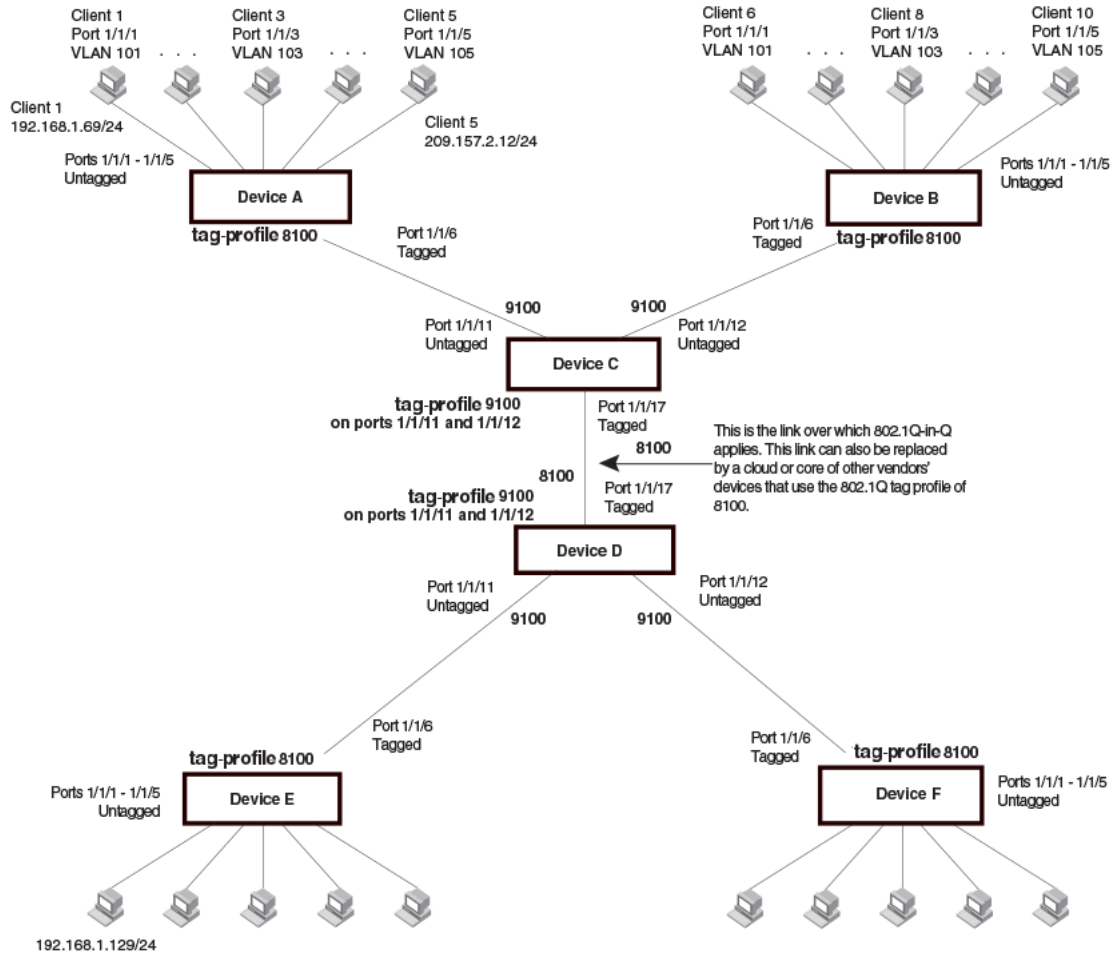 Client 1
Port 1/1/1
VLAN 101
. . .
Client 3
Port 1/1/3
VLAN 103
. . .
Client 5
Port 1/1/5
VLAN 105
Client 6
Port 1/1/1
VLAN 101
. . .
Client 8
Port 1/1/3
VLAN 103
. . .
Client 10
Port 1/1/5
VLAN 105
Client 1
192.168.1.69/24
Client 5
209.157.2.12/24
Ports 1/1/1 - 1/1/5
Untagged
Device A
tag-profile 8100
Port 1/1/6
Tagged
Ports 1/1/1 - 1/1/5
Untagged
Device B
tag-profile 8100
Port 1/1/6
Tagged
9100
9100
Port 1/1/11
Untagged
Port 1/1/12
Untagged
Device C
tag-profile 9100
on ports 1/1/11 and 1/1/12
Port 1/1/17
Tagged
8100
This is the link over which 802.1Q-in-Q
applies. This link can also be replaced
by a cloud or core of other vendors'
devices that use the 802.1Q tag profile of
8100.
8100
Port 1/1/17
Tagged
tag-profile 9100
on ports 1/1/11 and 1/1/12
Device D
Port 1/1/11
Untagged
Port 1/1/12
Untagged
9100
9100
Port 1/1/6
Tagged
tag-profile 8100
Ports 1/1/1 - 1/1/5
Untagged
Device E
Port 1/1/6
Tagged
tag-profile 8100
Device F
Ports 1/1/1 - 1/1/5
Untagged
192.168.1.129/24